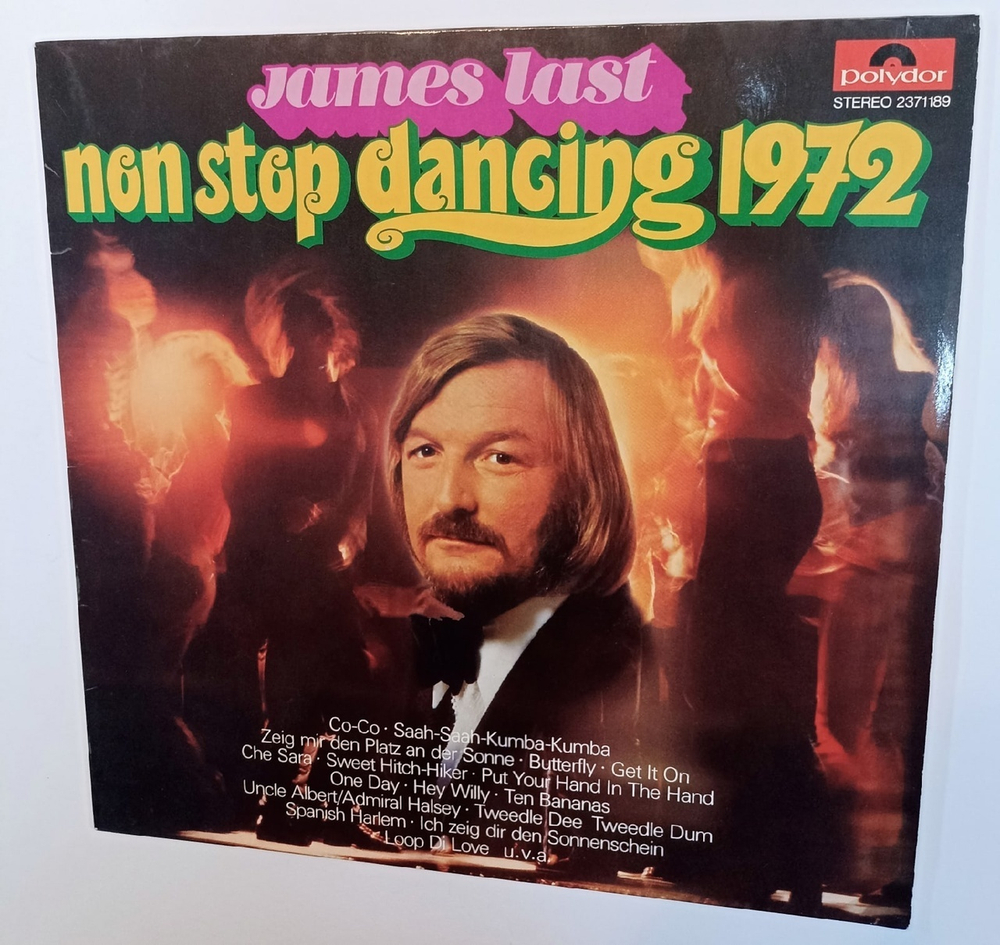 james last
polydor
STEREO 2371189
non stop dancing 1972
Co-Co · Saah-Saah-Kumba-Kumba
Zeig mir den Platz an der Sonne · Butterfly · Get It On
Che Sara · Sweet Hitch-Hiker · Put Your Hand In The Hand
One Day · Hey Willy · Ten Bananas
Uncle Albert/Admiral Halsey · Tweedle Dee Tweedle Dum
Spanish Harlem · Ich zeig dir den Sonnenschein
Loop Di Love u.v.a.